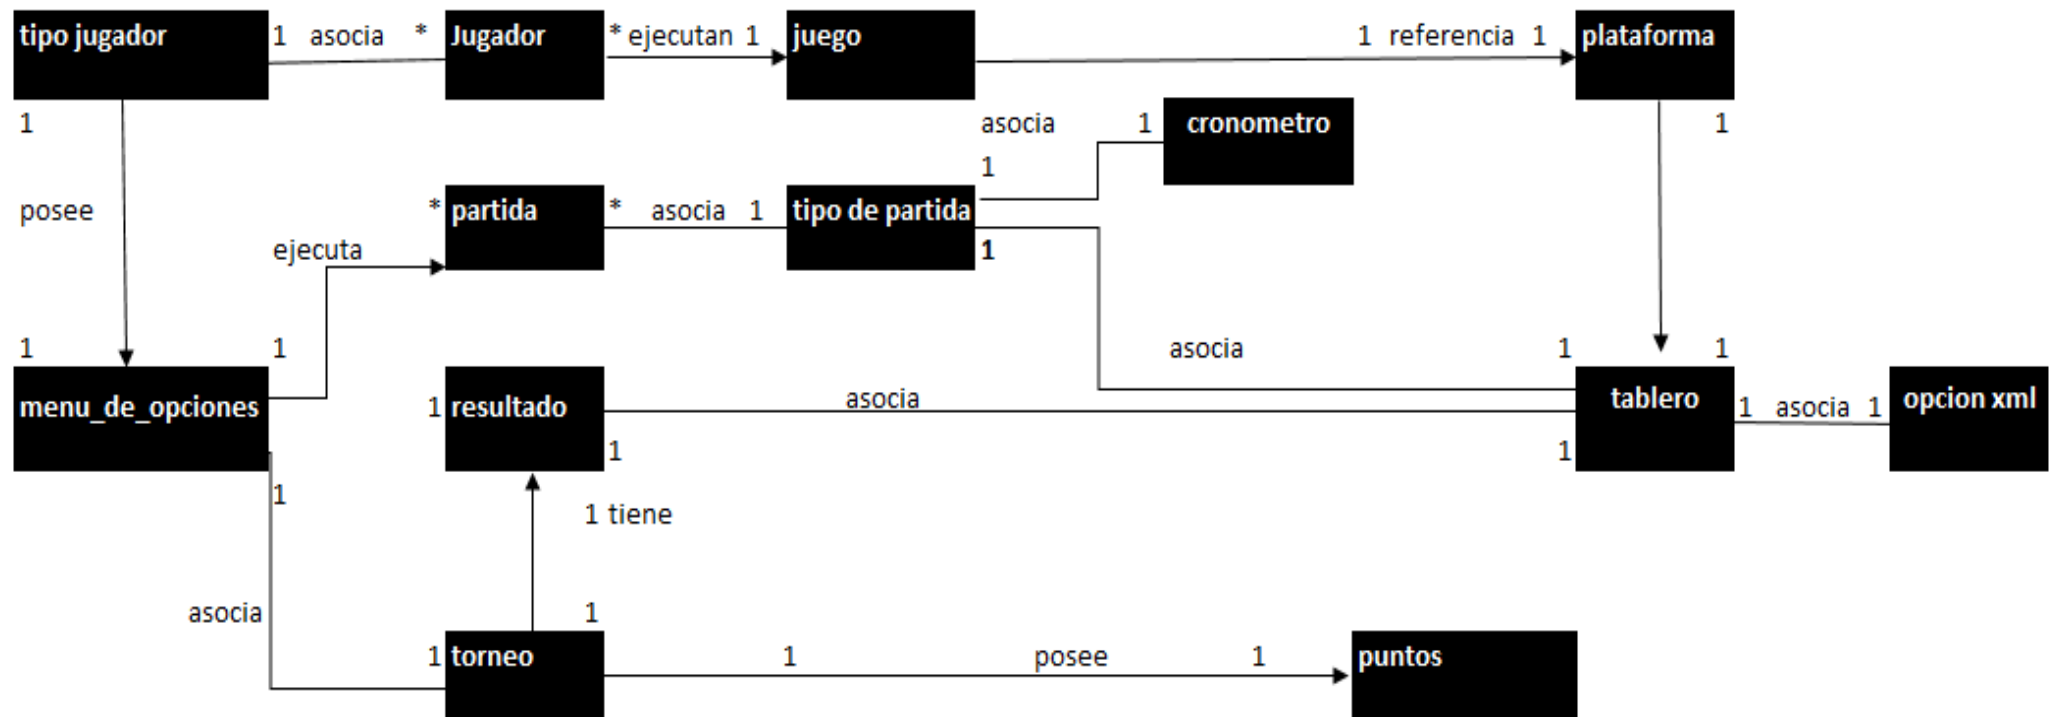 tipo jugador 1 asocia * Jugador * ejecutan 1 juego 1 referencia 1 plataforma
1 asocia 1 cronometro 1
1
posee * partida * asocia 1 tipo de partida
ejecuta 1
1 1 asocia 1 1
menu_de_opciones 1 resultado asocia tablero 1 asocia 1 opcion xml
1 1
1
1 tiene
asocia 1
1 torneo 1 posee 1 puntos